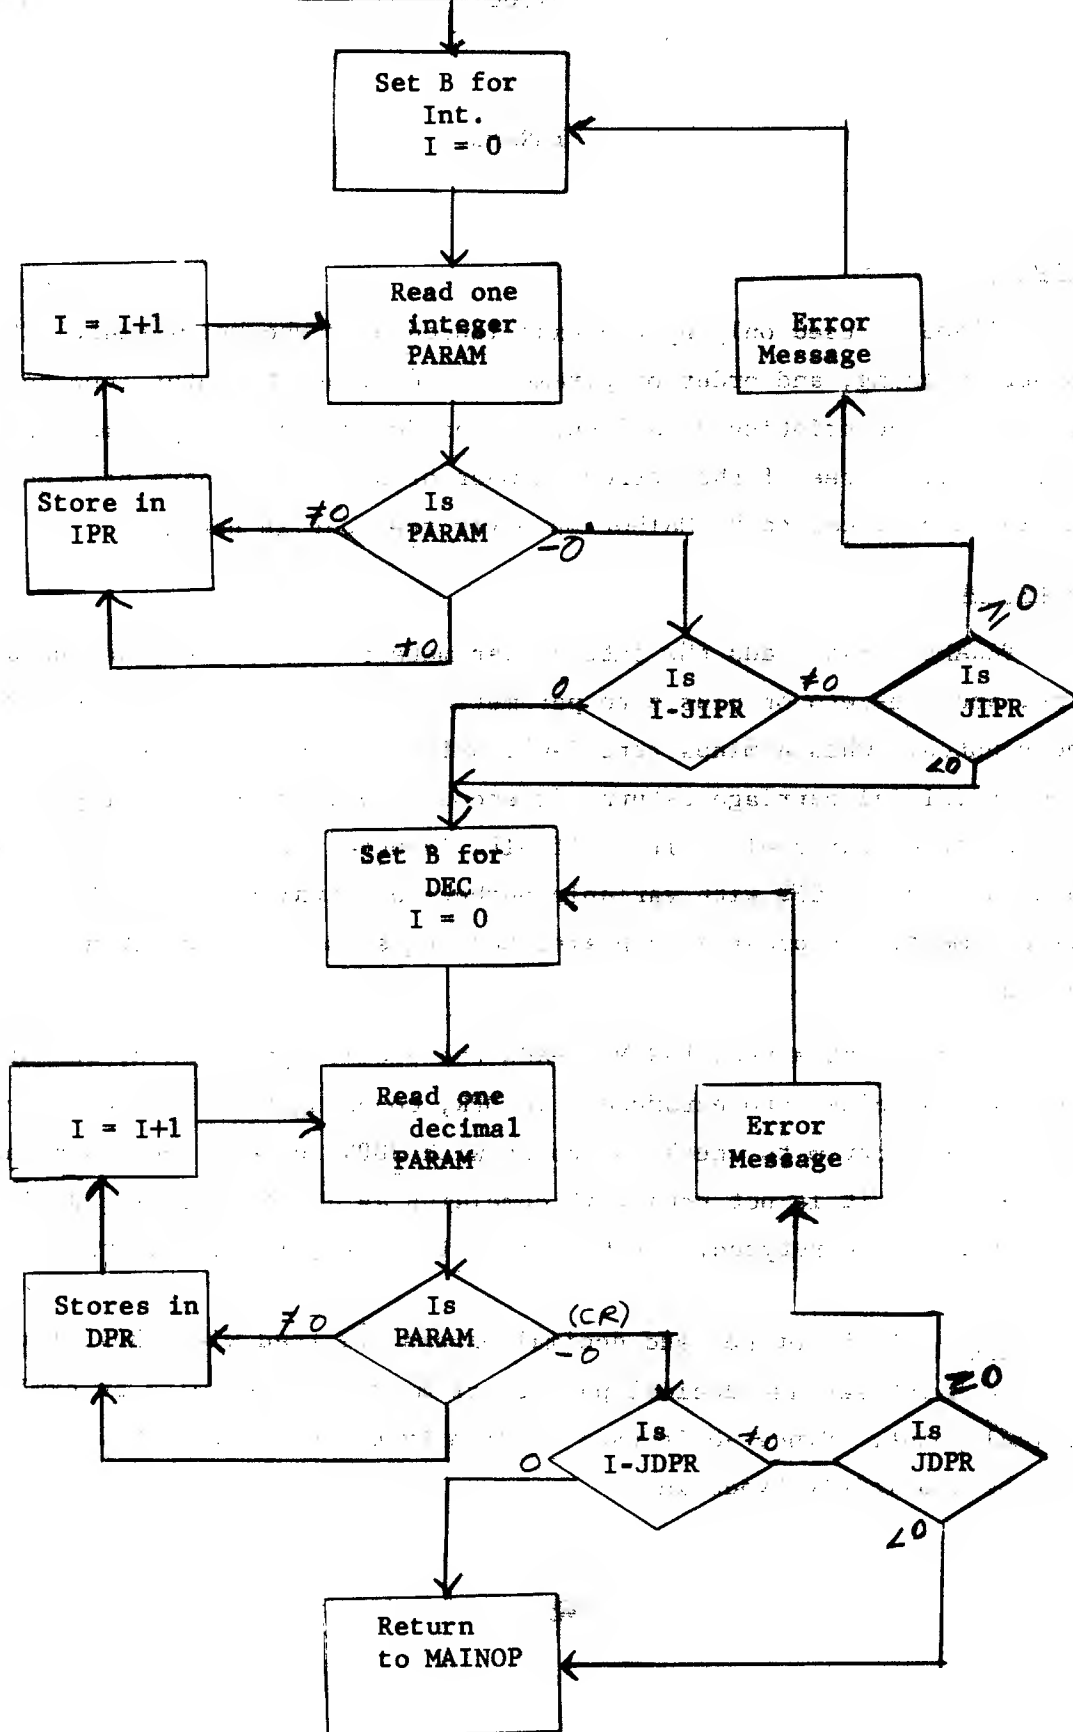 Set B for
Int.
I = 0
I = I+1
Read one
integer
PARAM
Error
Message
Store in
IPR
≠0
Is
PARAM
-0
+0
≥0
0
Is
I-JIPR
≠0
Is
JIPR
<0
Set B for
DEC
I = 0
I = I+1
Read one
decimal
PARAM
Error
Message
Stores in
DPR
≠0
Is
PARAM
(CR)
-0
≥0
0
Is
I-JDPR
≠0
Is
JDPR
<0
Return
to MAINOP